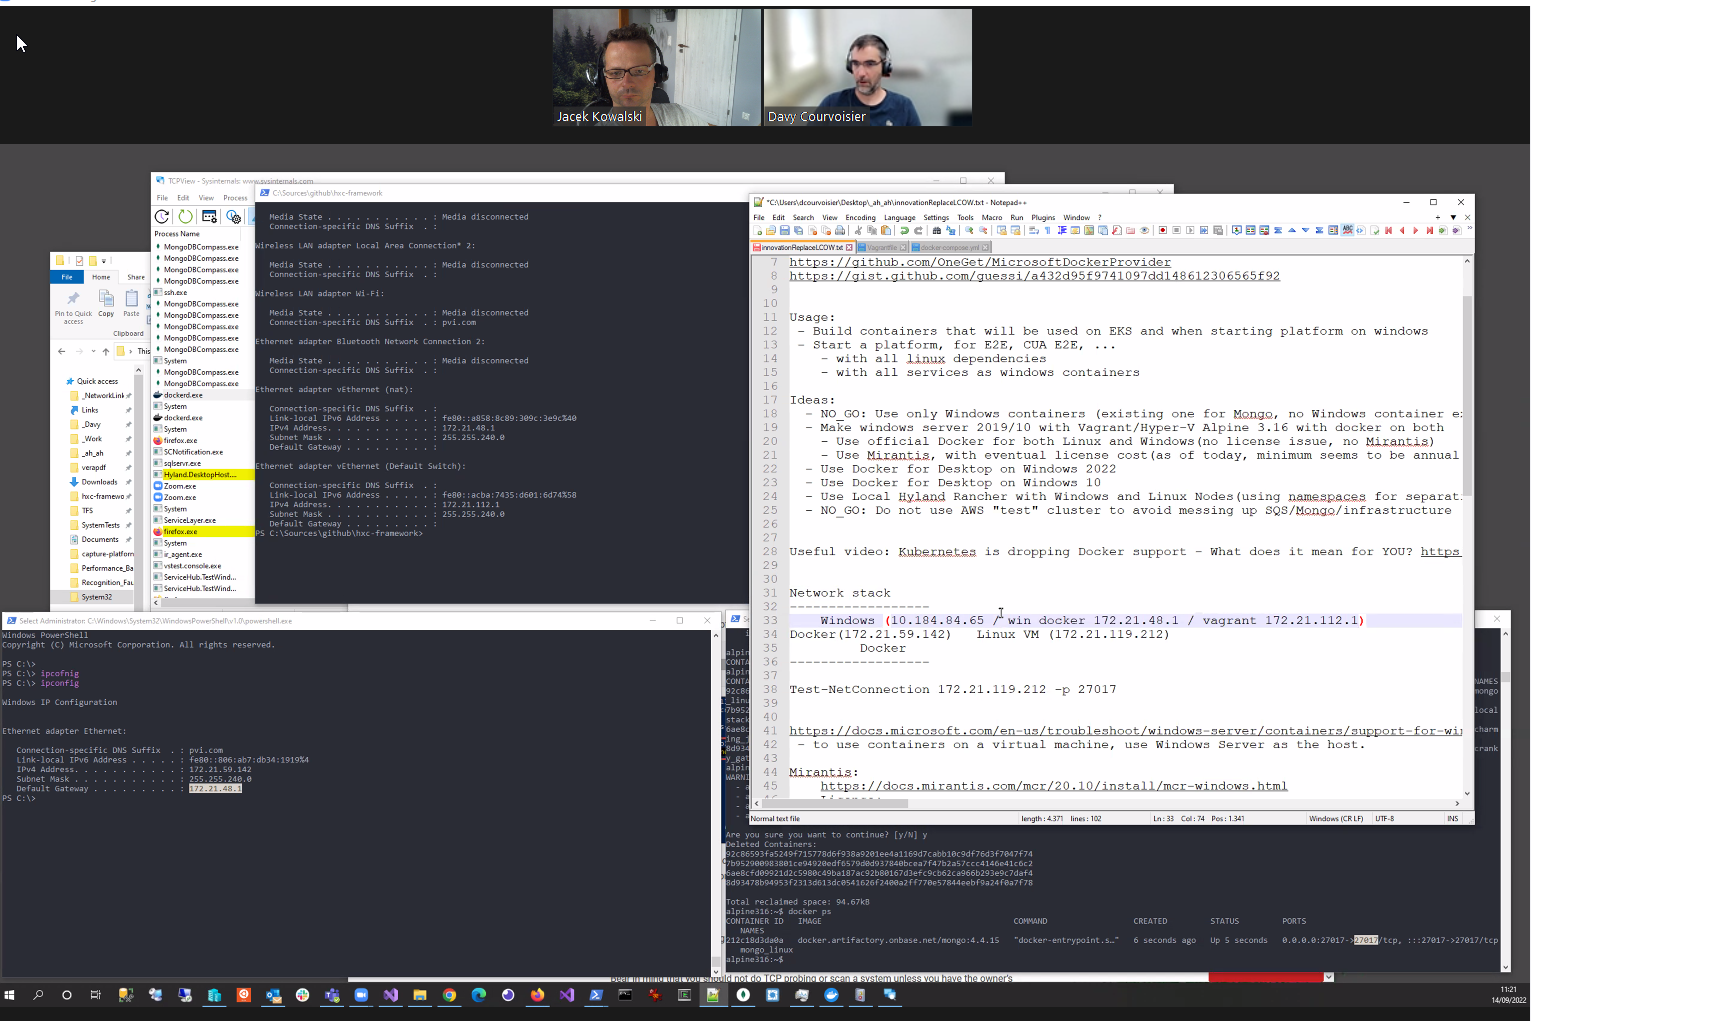 Jacek Kowalski
Davy Courvoisier
TCPView - Sysinternals: www.sysinternals.com
File Edit View Process
Process Name
MongoDBCompass.exe
MongoDBCompass.exe
MongoDBCompass.exe
MongoDBCompass.exe
ssh.exe
MongoDBCompass.exe
MongoDBCompass.exe
MongoDBCompass.exe
MongoDBCompass.exe
MongoDBCompass.exe
System
MongoDBCompass.exe
MongoDBCompass.exe
dockerd.exe
System
dockerd.exe
System
firefox.exe
SCNotification.exe
sqlservr.exe
Hyland.DesktopHost...
Zoom.exe
Zoom.exe
System
ServiceLayer.exe
firefox.exe
System
ir_agent.exe
vstest.console.exe
ServiceHub.TestWind...
ServiceHub.TestWind...
File Home Share
Pin to Quick access
Copy
Paste
Clipboard
This
Quick access
_NetworkLink
Links
_Davy
_Work
_ah_ah
verapdf
Downloads
hxc-framewo
TFS
SystemTests
Documents
capture-platform
Performance_Ba
Recognition_Fau
System32
C:\Sources\github\hxc-framework
Media State . . . . . . . . . . . : Media disconnected
Connection-specific DNS Suffix . :
Wireless LAN adapter Local Area Connection* 2:
Media State . . . . . . . . . . . : Media disconnected
Connection-specific DNS Suffix . :
Wireless LAN adapter Wi-Fi:
Media State . . . . . . . . . . . : Media disconnected
Connection-specific DNS Suffix . : pvi.com
Ethernet adapter Bluetooth Network Connection 2:
Media State . . . . . . . . . . . : Media disconnected
Connection-specific DNS Suffix . :
Ethernet adapter vEthernet (nat):
Connection-specific DNS Suffix . :
Link-local IPv6 Address . . . . . : fe80::a858:8c89:309c:3e9c%40
IPv4 Address. . . . . . . . . . . : 172.21.48.1
Subnet Mask . . . . . . . . . . . : 255.255.240.0
Default Gateway . . . . . . . . . :
Ethernet adapter vEthernet (Default Switch):
Connection-specific DNS Suffix . :
Link-local IPv6 Address . . . . . : fe80::acba:7435:d601:6d74%58
IPv4 Address. . . . . . . . . . . : 172.21.112.1
Subnet Mask . . . . . . . . . . . : 255.255.240.0
Default Gateway . . . . . . . . . :
PS C:\Sources\github\hxc-framework>
*C:\Users\dcourvoisier\Desktop\_ah_ah\innovationReplaceLCOW.txt - Notepad++
File Edit Search View Encoding Language Settings Tools Macro Run Plugins Window ?
innovationReplaceLCOW.txt Vagrantfile docker-compose.yml
7 https://github.com/OneGet/MicrosoftDockerProvider
8 https://gist.github.com/guessi/a432d95f9741097dd148612306565f92
9
10
11 Usage:
12 - Build containers that will be used on EKS and when starting platform on windows
13 - Start a platform, for E2E, CUA E2E, ...
14 - with all linux dependencies
15 - with all services as windows containers
16
17 Ideas:
18 - NO_GO: Use only Windows containers (existing one for Mongo, no Windows container e
19 - Make windows server 2019/10 with Vagrant/Hyper-V Alpine 3.16 with docker on both
20 - Use official Docker for both Linux and Windows(no license issue, no Mirantis)
21 - Use Mirantis, with eventual license cost(as of today, minimum seems to be annual
22 - Use Docker for Desktop on Windows 2022
23 - Use Docker for Desktop on Windows 10
24 - Use Local Hyland Rancher with Windows and Linux Nodes(using namespaces for separat
25 - NO_GO: Do not use AWS "test" cluster to avoid messing up SQS/Mongo/infrastructure
26
27
28 Useful video: Kubernetes is dropping Docker support - What does it mean for YOU? https
29
30
31 Network stack
32 ------------------
33 Windows (10.184.84.65 / win docker 172.21.48.1 / vagrant 172.21.112.1)
34 Docker(172.21.59.142) Linux VM (172.21.119.212)
35 Docker
36 ------------------
37
38 Test-NetConnection 172.21.119.212 -p 27017
39
40
41 https://docs.microsoft.com/en-us/troubleshoot/windows-server/containers/support-for-wi
42 - to use containers on a virtual machine, use Windows Server as the host.
43
44 Mirantis:
45 https://docs.mirantis.com/mcr/20.10/install/mcr-windows.html
Normal text file length : 4.371 lines : 102 Ln : 33 Col : 74 Pos : 1.341 Windows (CR LF) UTF-8 INS
Select Administrator: C:\Windows\System32\WindowsPowerShell\v1.0\powershell.exe
Windows PowerShell
Copyright (C) Microsoft Corporation. All rights reserved.
PS C:\>
PS C:\> ipcofnig
PS C:\> ipconfig
Windows IP Configuration
Ethernet adapter Ethernet:
Connection-specific DNS Suffix . : pvi.com
Link-local IPv6 Address . . . . . : fe80::806:ab7:db34:1919%4
IPv4 Address. . . . . . . . . . . : 172.21.59.142
Subnet Mask . . . . . . . . . . . : 255.255.240.0
Default Gateway . . . . . . . . . : 172.21.48.1
PS C:\>
Are you sure you want to continue? [y/N] y
Deleted Containers:
92c86593fa5249f715778d6f938a9201ee4a1169d7cabb10c9df76d3f7047f74
7b952900983801ce94920edf6579d0d937840bcea7f47b2a57ccc4146e41c6c2
6ae8cfd09921d2c5980c49ba187ac92b80167d3efc9cb62ca966b293e9c7daf4
8d93478b94953f2313d613dc0541626f2400a2ff770e57844eebf9a24f0a7f78
Total reclaimed space: 94.67kB
alpine316:~$ docker ps
CONTAINER ID IMAGE COMMAND CREATED STATUS PORTS
NAMES
212c18d3da0a docker.artifactory.onbase.net/mongo:4.4.15 "docker-entrypoint.s…" 6 seconds ago Up 5 seconds 0.0.0.0:27017->27017/tcp, :::27017->27017/tcp
mongo_linux
alpine316:~$
Bear in mind that you should not do TCP probing or scan a system unless you have the owner's
11:21
14/09/2022